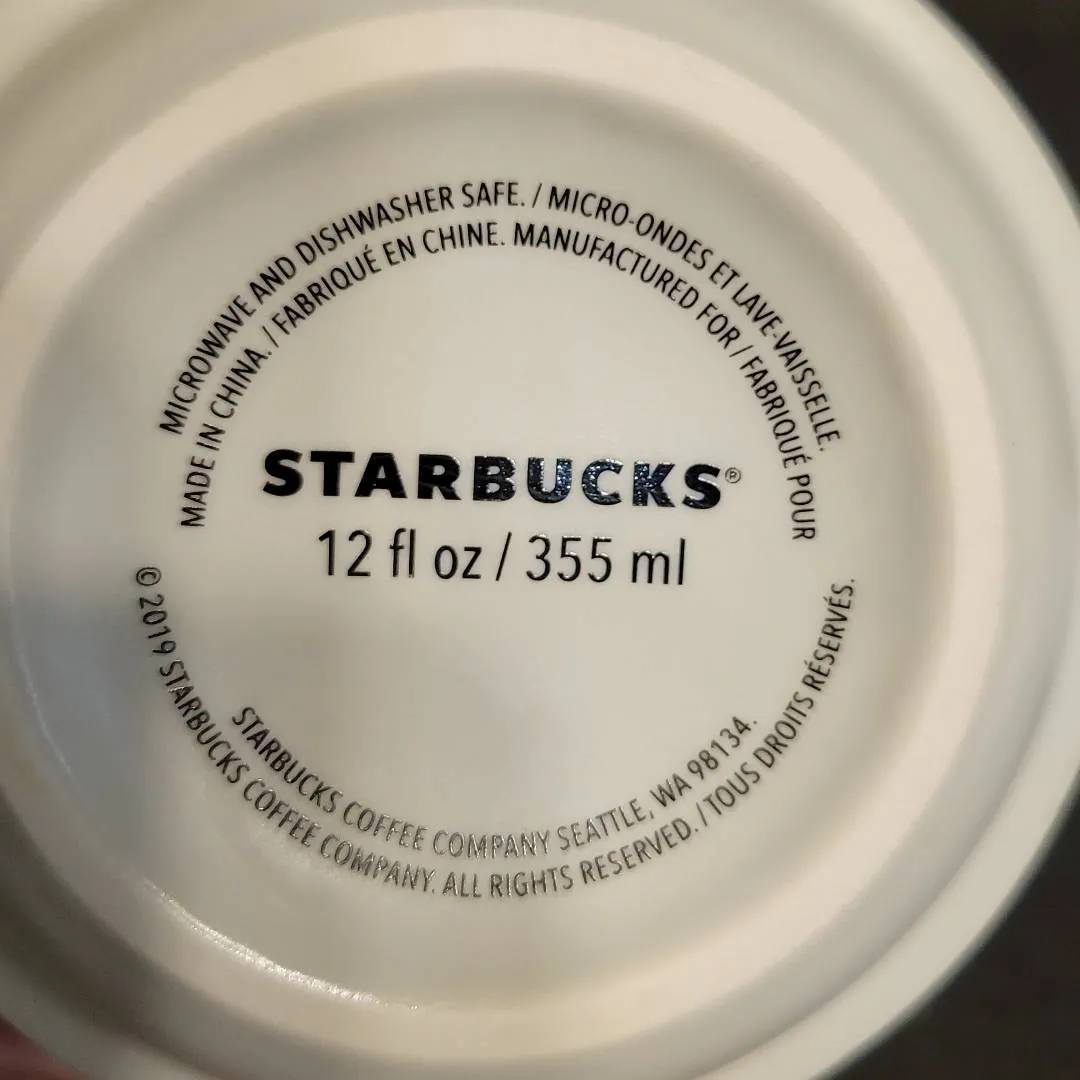 MICROWAVE AND DISHWASHER SAFE. / MICRO-ONDES ET LAVE-VAISSELLE.
MADE IN CHINA. / FABRIQUÉ EN CHINE. MANUFACTURED FOR / FABRIQUÉ POUR
STARBUCKS®
12 fl oz / 355 ml
STARBUCKS COFFEE COMPANY SEATTLE, WA 98134.
© 2019 STARBUCKS COFFEE COMPANY. ALL RIGHTS RESERVED. / TOUS DROITS RÉSERVÉS.